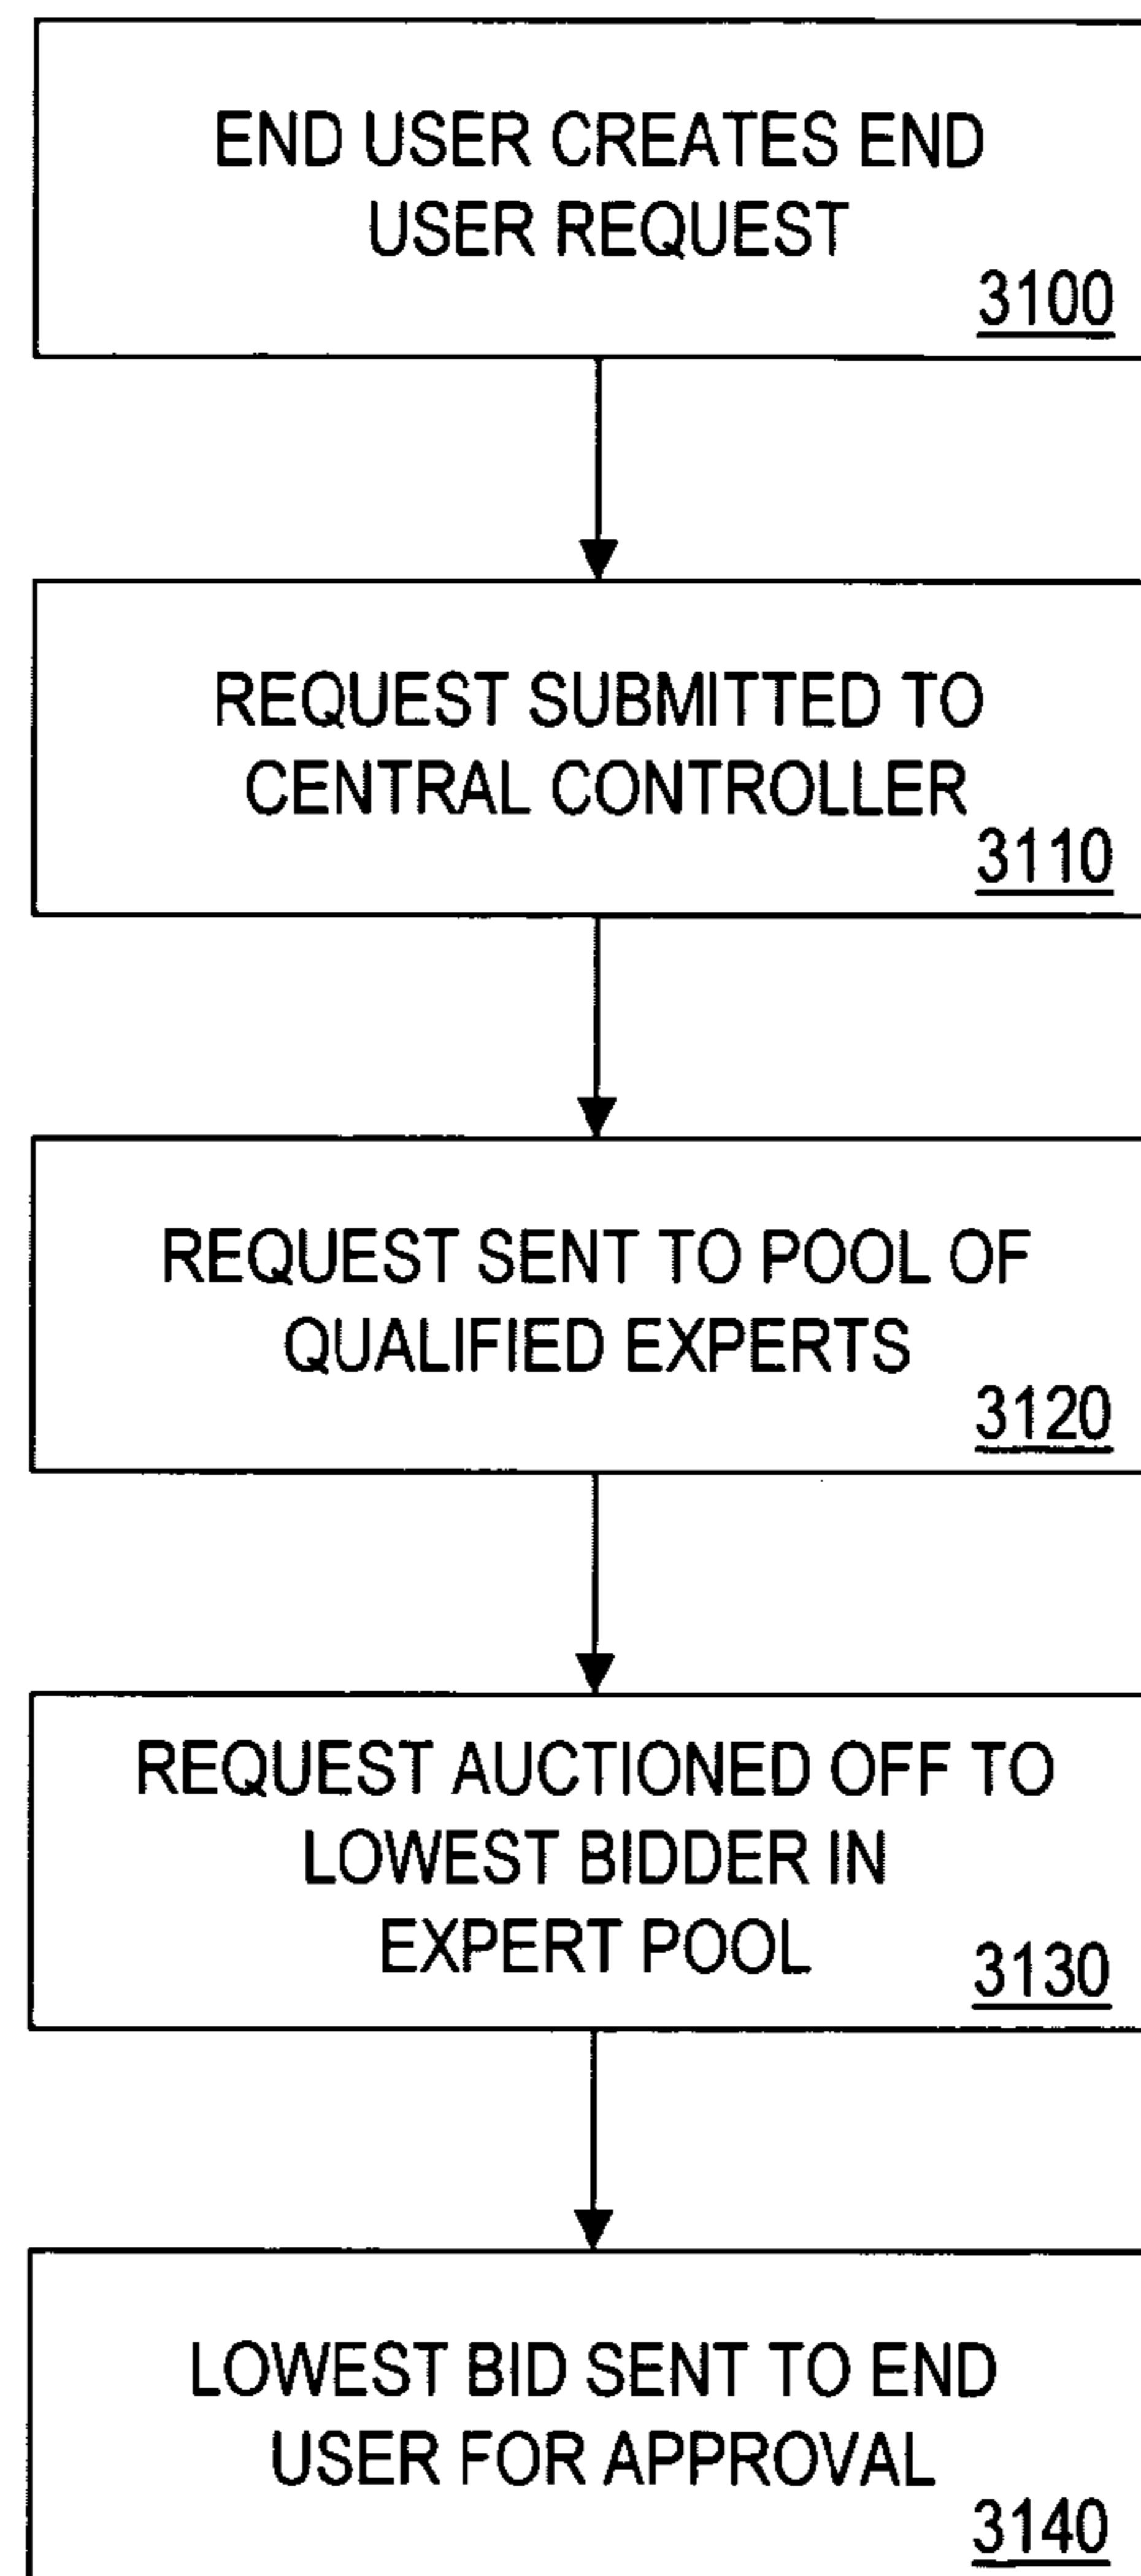 END USER CREATES END
USER REQUEST
3100
REQUEST SUBMITTED TO
CENTRAL CONTROLLER
3110
REQUEST SENT TO POOL OF
QUALIFIED EXPERTS
3120
REQUEST AUCTIONED OFF TO
LOWEST BIDDER IN
EXPERT POOL
3130
LOWEST BID SENT TO END
USER FOR APPROVAL
3140